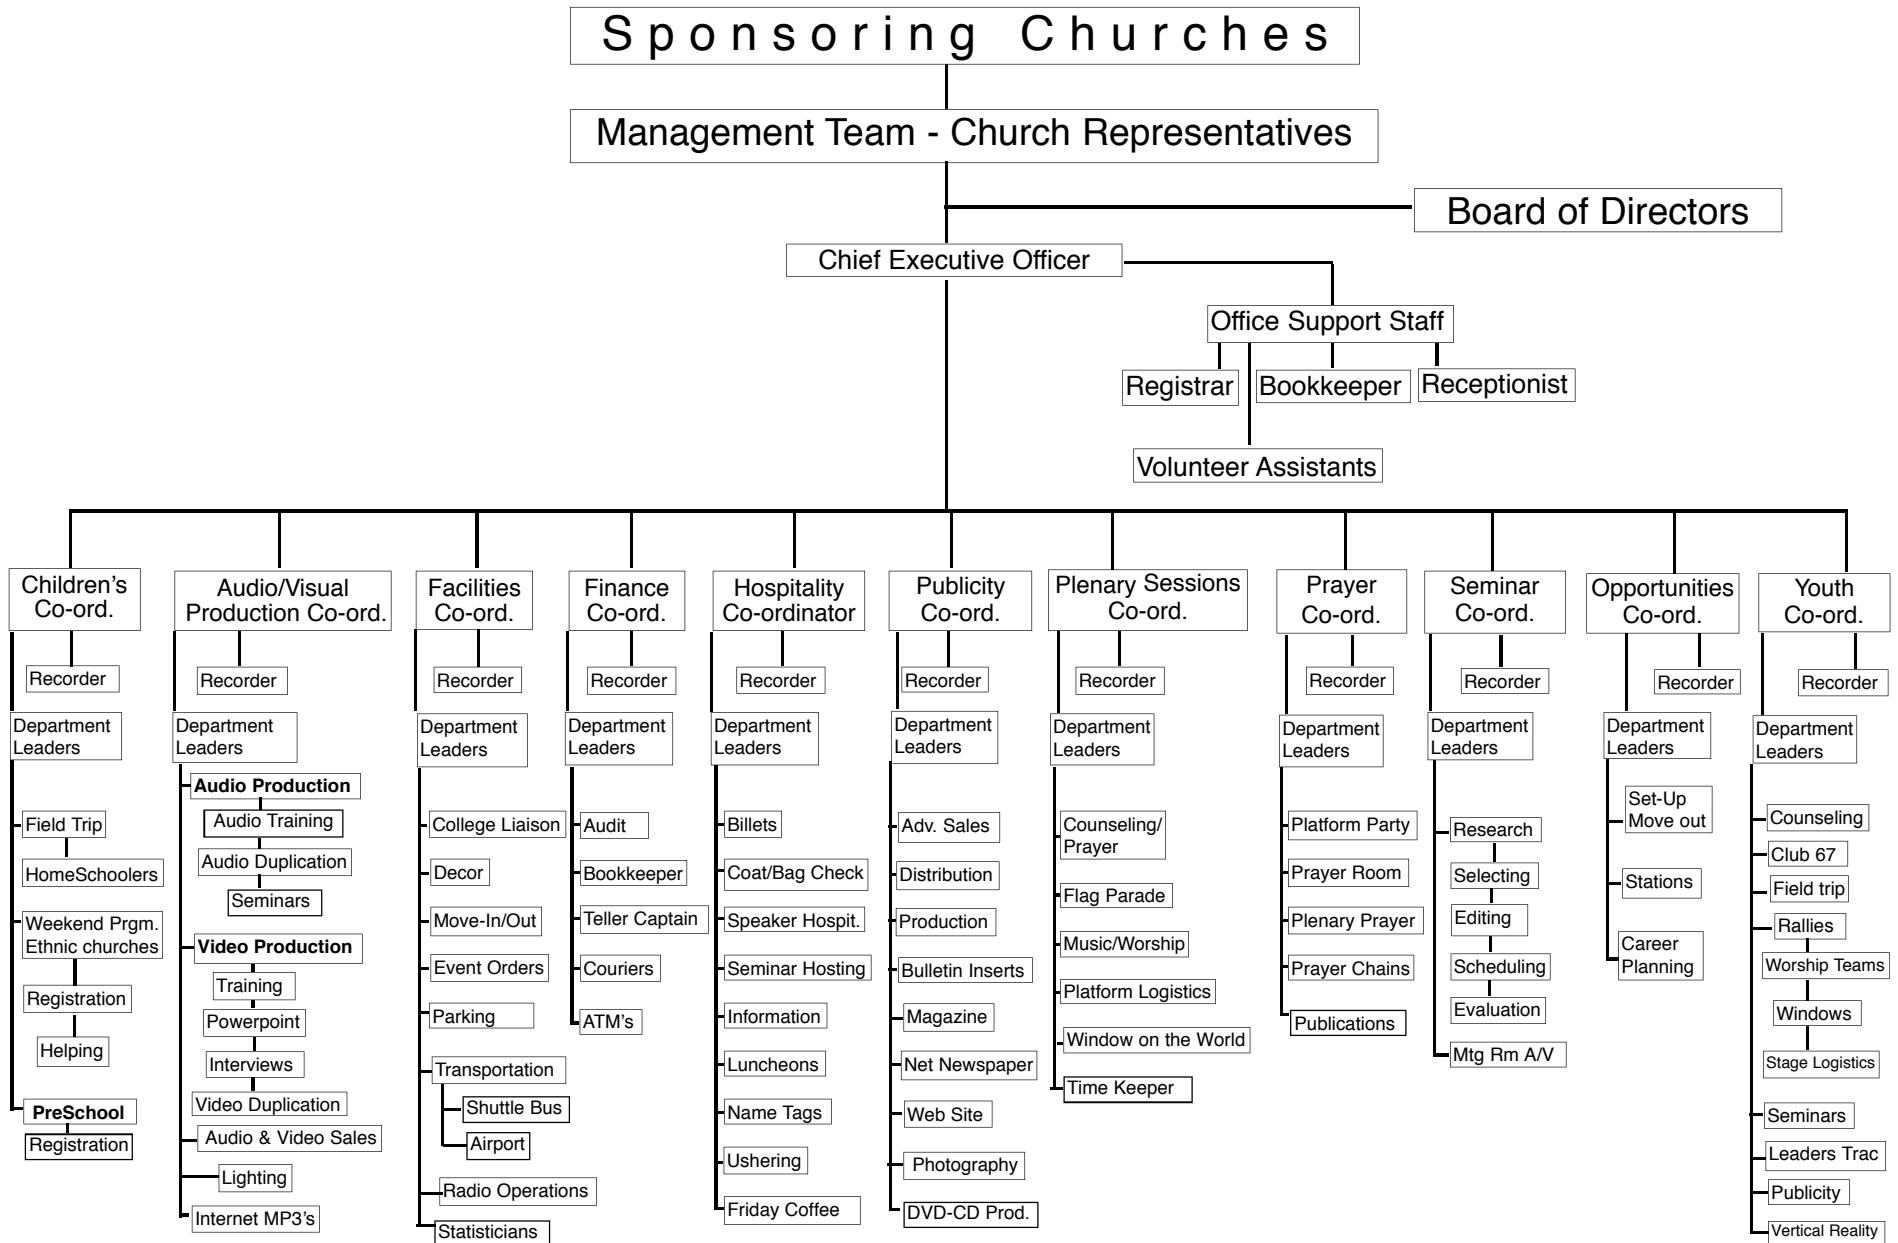 Sponsoring Churches
Management Team - Church Representatives
Board of Directors
Chief Executive Officer
Office Support Staff
Registrar
Bookkeeper
Receptionist
Volunteer Assistants
Children's
Co-ord.
Recorder
Department
Leaders
Field Trip
HomeSchoolers
Weekend Prgm.
Ethnic churches
Registration
Helping
PreSchool
Registration
Audio/Visual
Production Co-ord.
Recorder
Department
Leaders
Audio Production
Audio Training
Audio Duplication
Seminars
Video Production
Training
Powerpoint
Interviews
Video Duplication
Audio & Video Sales
Lighting
Internet MP3's
Facilities
Co-ord.
Recorder
Department
Leaders
College Liaison
Decor
Move-In/Out
Event Orders
Parking
Transportation
Shuttle Bus
Airport
Radio Operations
Statisticians
Finance
Co-ord.
Recorder
Department
Leaders
Audit
Bookkeeper
Teller Captain
Couriers
ATM's
Hospitality
Co-ordinator
Recorder
Department
Leaders
Billets
Coat/Bag Check
Speaker Hospit.
Seminar Hosting
Information
Luncheons
Name Tags
Ushering
Friday Coffee
Publicity
Co-ord.
Recorder
Department
Leaders
Adv. Sales
Distribution
Production
Bulletin Inserts
Magazine
Net Newspaper
Web Site
Photography
DVD-CD Prod.
Plenary Sessions
Co-ord.
Recorder
Department
Leaders
Counseling/
Prayer
Flag Parade
Music/Worship
Platform Logistics
Window on the World
Time Keeper
Prayer
Co-ord.
Recorder
Department
Leaders
Platform Party
Prayer Room
Plenary Prayer
Prayer Chains
Publications
Seminar
Co-ord.
Recorder
Department
Leaders
Research
Selecting
Editing
Scheduling
Evaluation
Mtg Rm A/V
Opportunities
Co-ord.
Recorder
Department
Leaders
Set-Up
Move out
Stations
Career
Planning
Youth
Co-ord.
Recorder
Department
Leaders
Counseling
Club 67
Field trip
Rallies
Worship Teams
Windows
Stage Logistics
Seminars
Leaders Trac
Publicity
Vertical Reality